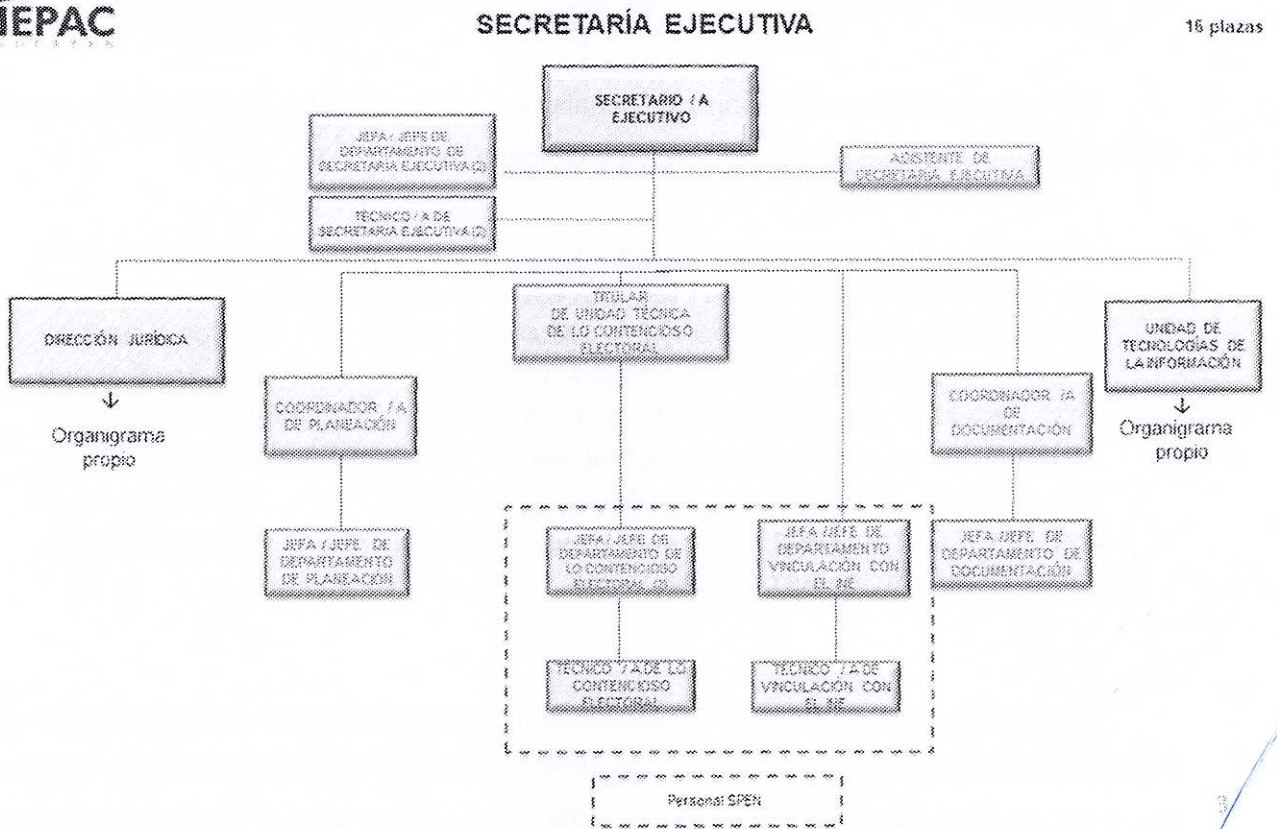 IEPAC
SECRETARÍA EJECUTIVA
16 plazas
SECRETARIO / A
EJECUTIVO
JEFA / JEFE DE
DEPARTAMENTO DE
SECRETARIA EJECUTIVA (2)
ASISTENTE DE
SECRETARIA EJECUTIVA
TÉCNICO / A DE
SECRETARIA EJECUTIVA (2)
DIRECCIÓN JURÍDICA
Organigrama
propio
COORDINADOR / A
DE PLANEACIÓN
JEFA / JEFE DE
DEPARTAMENTO
DE PLANEACIÓN
TITULAR
DE UNIDAD TÉCNICA
DE LO CONTENCIOSO
ELECTORAL
JEFA / JEFE DE
DEPARTAMENTO DE
LO CONTENCIOSO
ELECTORAL (2)
TÉCNICO / A DE LO
CONTENCIOSO
ELECTORAL
JEFA /JEFE DE
DEPARTAMENTO
VINCULACIÓN CON
EL INE
TÉCNICO / A DE
VINCULACIÓN CON
EL INE
COORDINADOR /A
DE
DOCUMENTACIÓN
JEFA /JEFE DE
DEPARTAMENTO DE
DOCUMENTACIÓN
UNIDAD DE
TECNOLOGÍAS DE
LA INFORMACIÓN
Organigrama
propio
Personal SPEN
3